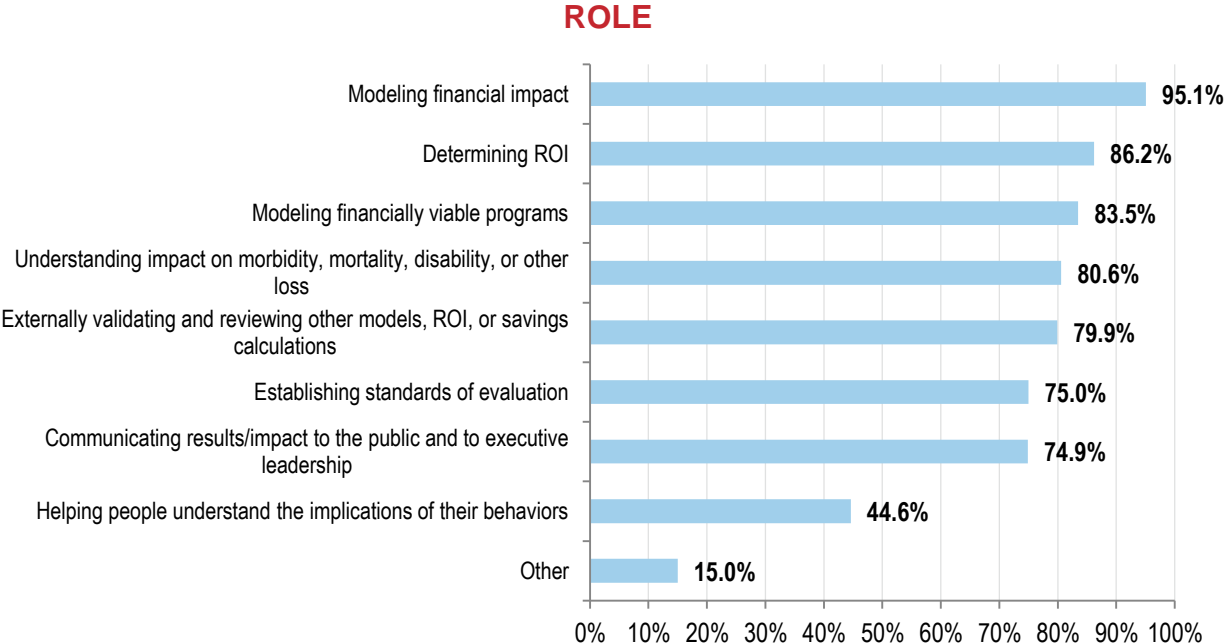 ROLE
Modeling financial impact
95.1%
Determining ROI
86.2%
Modeling financially viable programs
83.5%
Understanding impact on morbidity, mortality, disability, or other
loss
80.6%
Externally validating and reviewing other models, ROI, or savings
calculations
79.9%
Establishing standards of evaluation
75.0%
Communicating results/impact to the public and to executive
leadership
74.9%
Helping people understand the implications of their behaviors
44.6%
Other
15.0%
0% 10% 20% 30% 40% 50% 60% 70% 80% 90% 100%